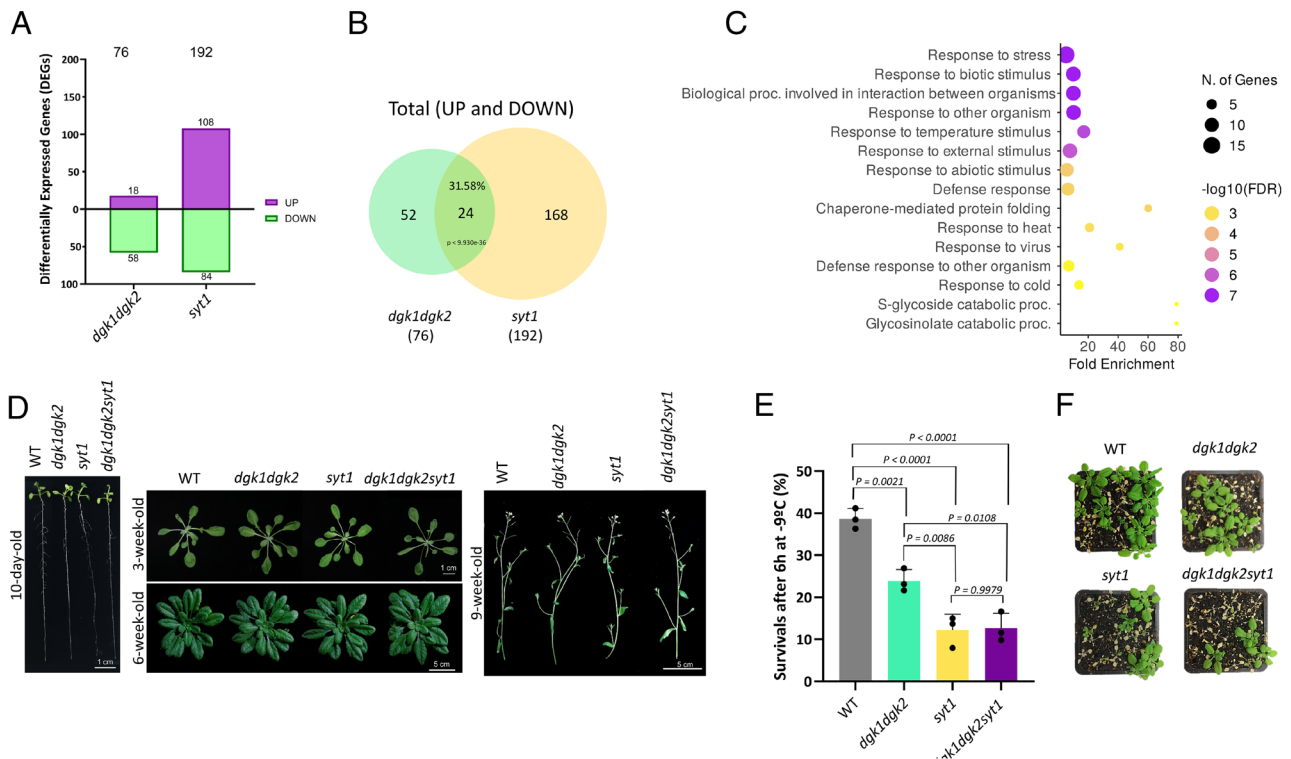 A
76
192
Differentially Expressed Genes (DEGs)
200
150
100
50
0
50
100
18
108
58
84
UP
DOWN
dgk1dgk2
syt1
B
Total (UP and DOWN)
52
31.58%
24
p < 9.930e-36
168
dgk1dgk2
(76)
syt1
(192)
C
Response to stress
Response to biotic stimulus
Biological proc. involved in interaction between organisms
Response to other organism
Response to temperature stimulus
Response to external stimulus
Response to abiotic stimulus
Defense response
Chaperone-mediated protein folding
Response to heat
Response to virus
Defense response to other organism
Response to cold
S-glycoside catabolic proc.
Glycosinolate catabolic proc.
20 40 60 80
Fold Enrichment
N. of Genes
5
10
15
-log10(FDR)
3
4
5
6
7
D
WT
dgk1dgk2
syt1
dgk1dgk2syt1
10-day-old
1 cm
WT
dgk1dgk2
syt1
dgk1dgk2syt1
3-week-old
1 cm
6-week-old
5 cm
WT
dgk1dgk2
syt1
dgk1dgk2syt1
9-week-old
5 cm
E
Survivals after 6h at -9ºC (%)
50
40
30
20
10
0
P < 0.0001
P < 0.0001
P = 0.0021
P = 0.0108
P = 0.0086
P = 0.9979
WT
dgk1dgk2
syt1
gk1dgk2syt1
F
WT
dgk1dgk2
syt1
dgk1dgk2syt1